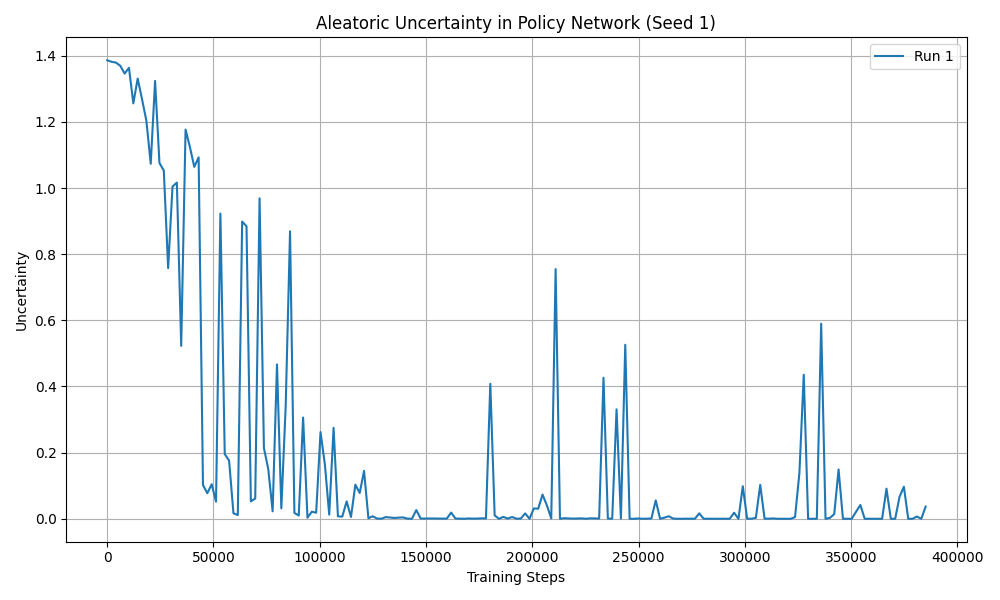 Aleatoric Uncertainty in Policy Network (Seed 1)
Run 1
Uncertainty
1.4
1.2
1.0
0.8
0.6
0.4
0.2
0.0
0 50000 100000 150000 200000 250000 300000 350000 400000
Training Steps